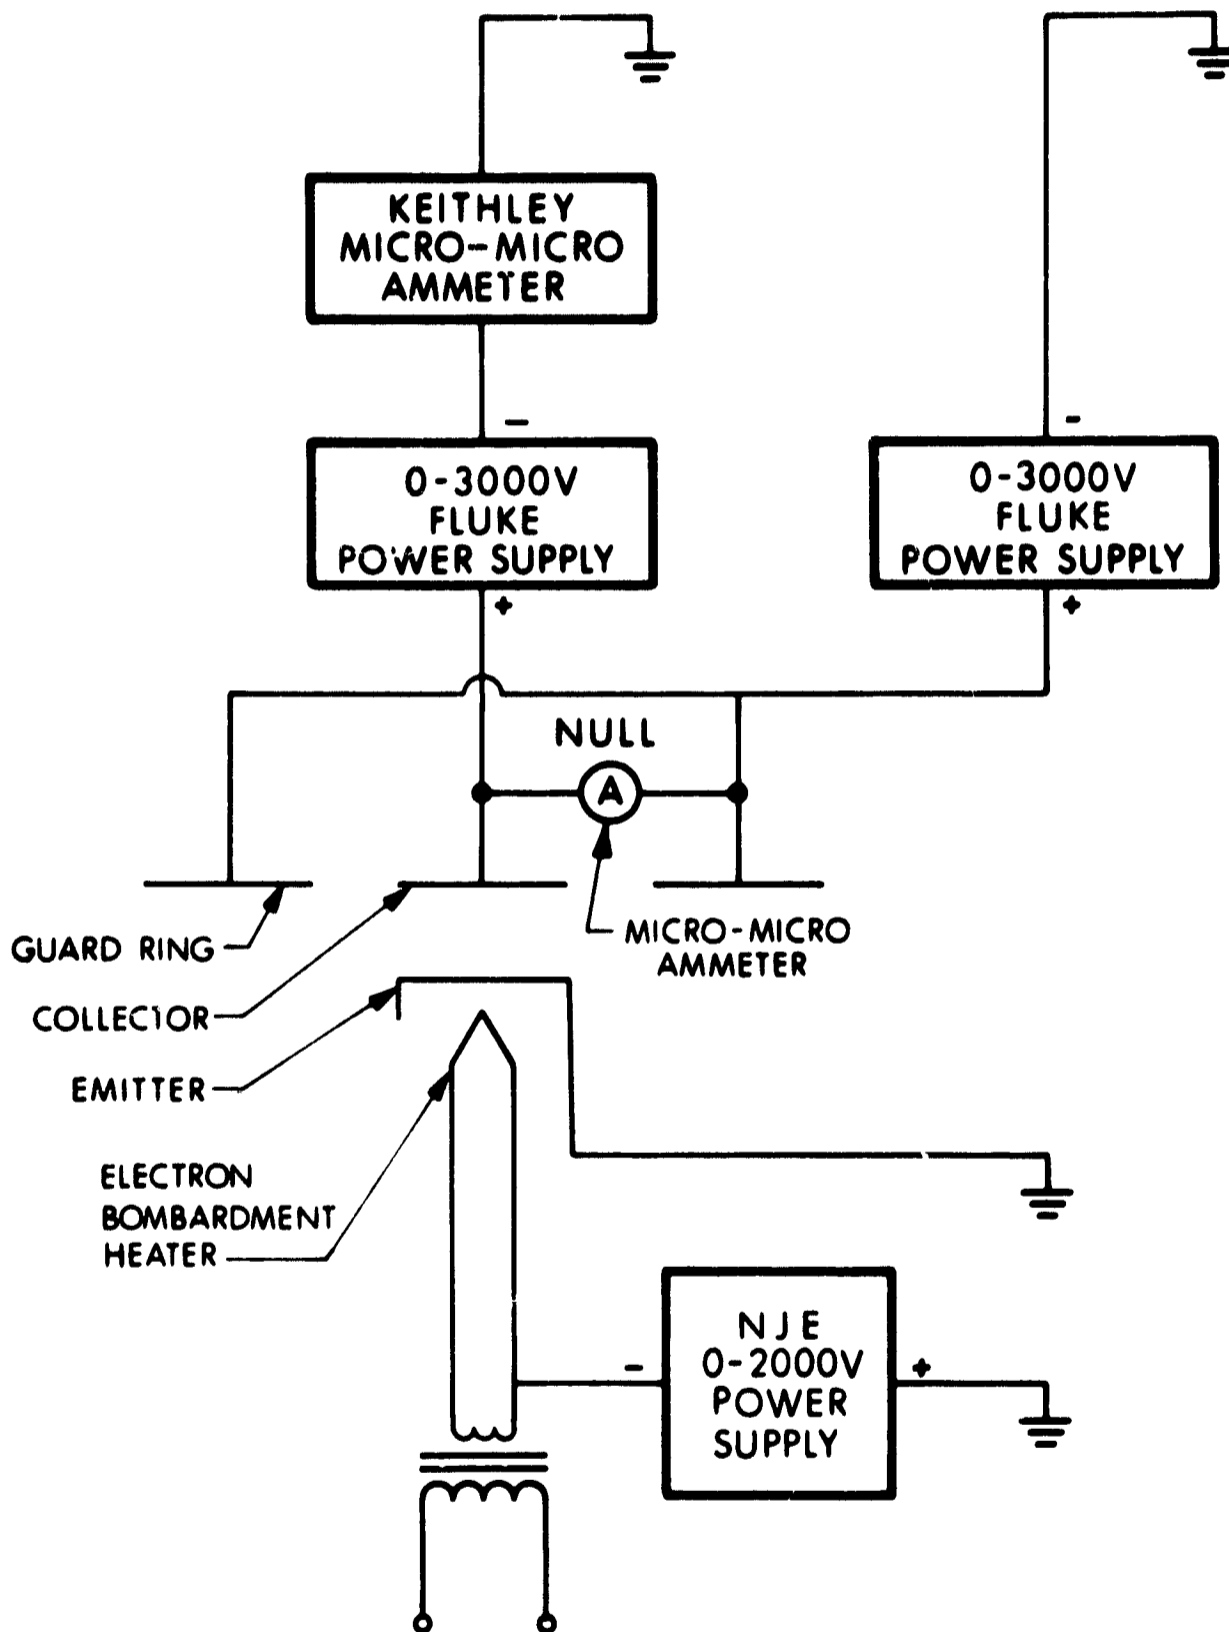 KEITHLEY
MICRO-MICRO
AMMETER
-
0-3000V
FLUKE
POWER SUPPLY
+
-
0-3000V
FLUKE
POWER SUPPLY
+
NULL
A
GUARD RING
COLLECTOR
EMITTER
MICRO-MICRO
AMMETER
ELECTRON
BOMBARDMENT
HEATER
-
NJE
0-2000V
POWER
SUPPLY
+